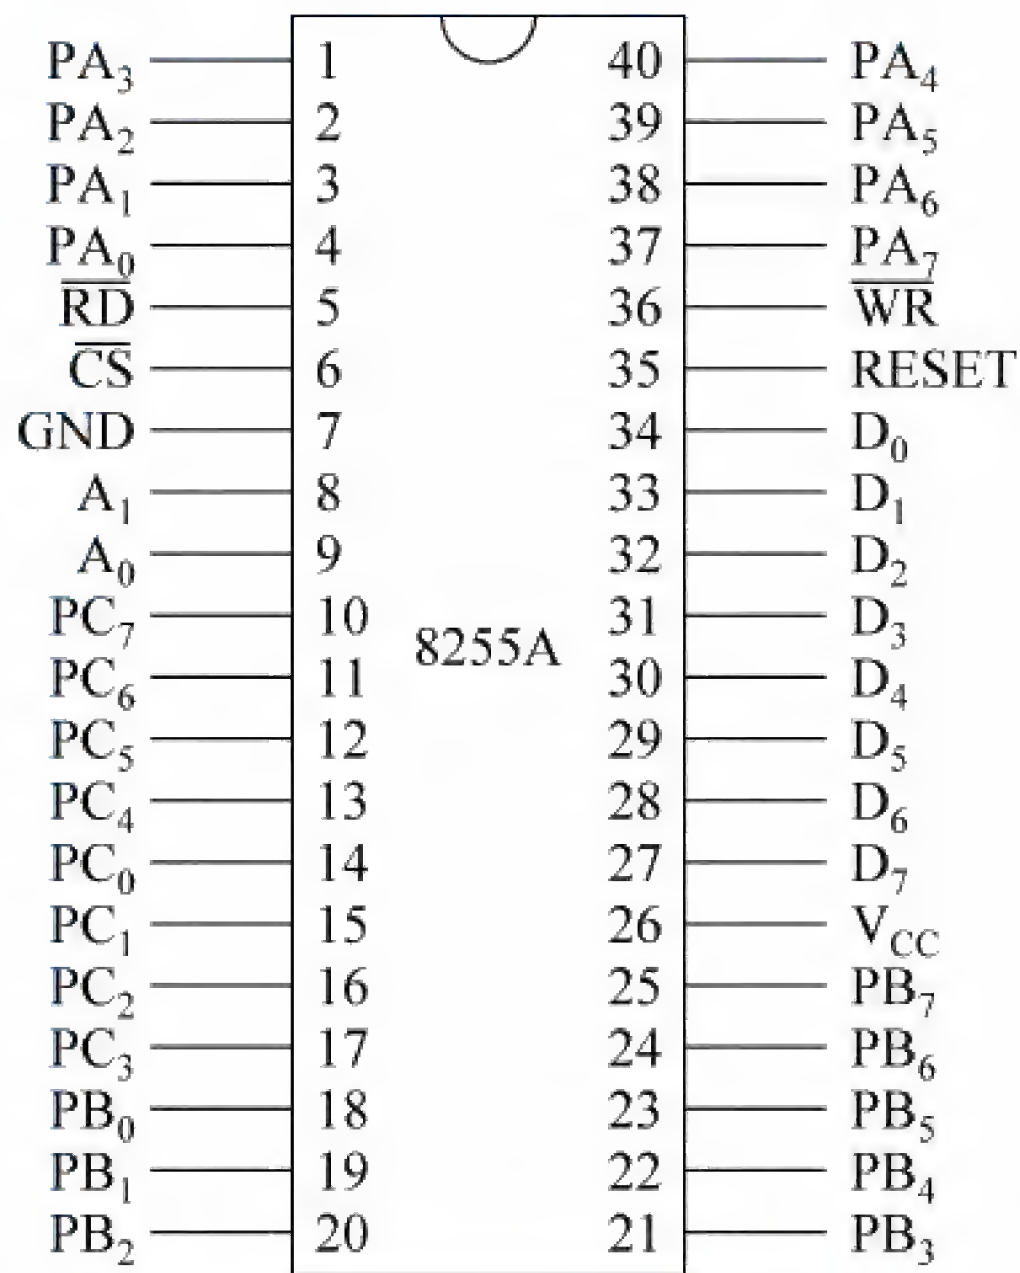 PA₃ 1 40 PA₄
PA₂ 2 39 PA₅
PA₁ 3 38 PA₆
PA₀ 4 37 PA₇
R̅D̅ 5 36 W̅R̅
C̅S̅ 6 35 RESET
GND 7 34 D₀
A₁ 8 33 D₁
A₀ 9 32 D₂
PC₇ 10 31 D₃
8255A
PC₆ 11 30 D₄
PC₅ 12 29 D₅
PC₄ 13 28 D₆
PC₀ 14 27 D₇
PC₁ 15 26 V_CC
PC₂ 16 25 PB₇
PC₃ 17 24 PB₆
PB₀ 18 23 PB₅
PB₁ 19 22 PB₄
PB₂ 20 21 PB₃